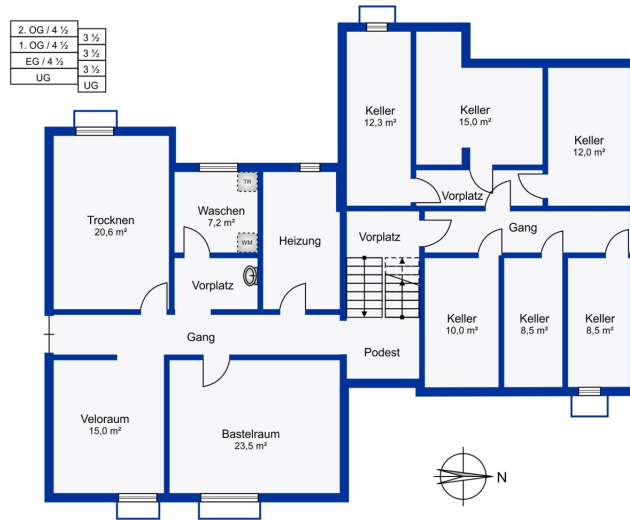 2. OG / 4 ½
3 ½
1. OG / 4 ½
3 ½
EG / 4 ½
3 ½
UG
UG
Keller
12,3 m²
Keller
15,0 m²
Keller
12,0 m²
TR
Trocknen
20,6 m²
Waschen
7,2 m²
WM
Heizung
Vorplatz
Vorplatz
Gang
Vorplatz
Keller
10,0 m²
Keller
8,5 m²
Keller
8,5 m²
Gang
Podest
Veloraum
15,0 m²
Bastelraum
23,5 m²
N